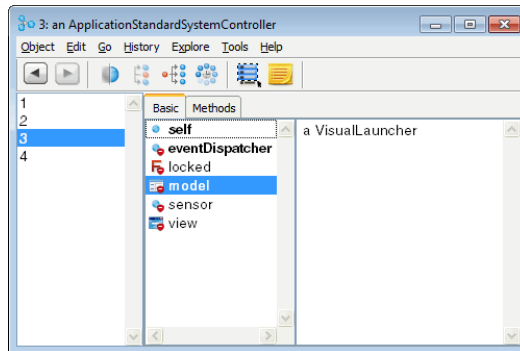 3: an ApplicationStandardSystemController
Object Edit Go History Explore Tools Help
1
2
3
4
Basic Methods
self
eventDispatcher
locked
model
sensor
view
a VisualLauncher